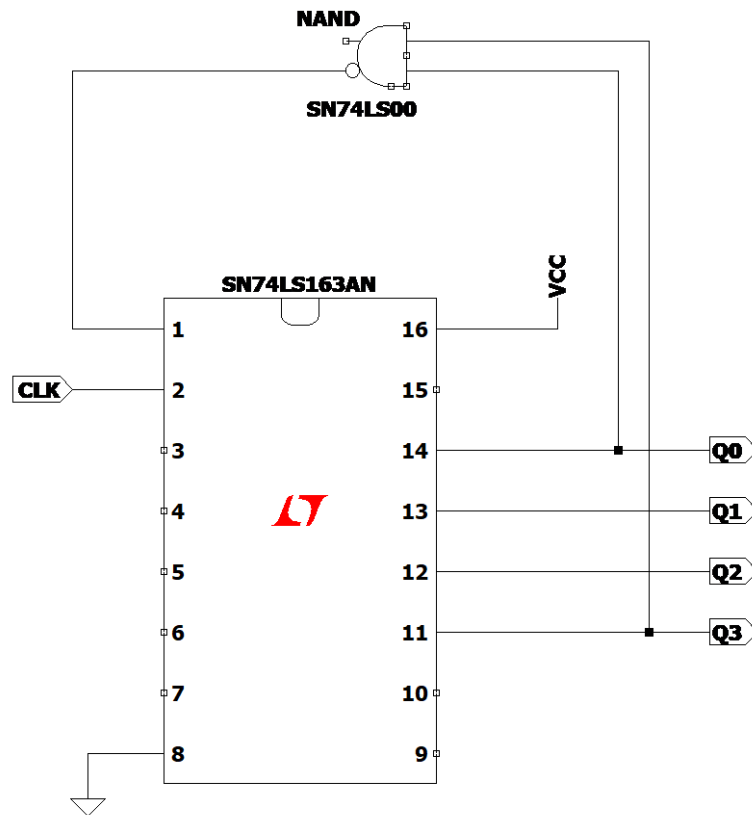 NAND
SN74LS00
VCC
SN74LS163AN
1 16
CLK 2 15
3 14 Q0
4 13 Q1
5 12 Q2
6 11 Q3
7 10
8 9